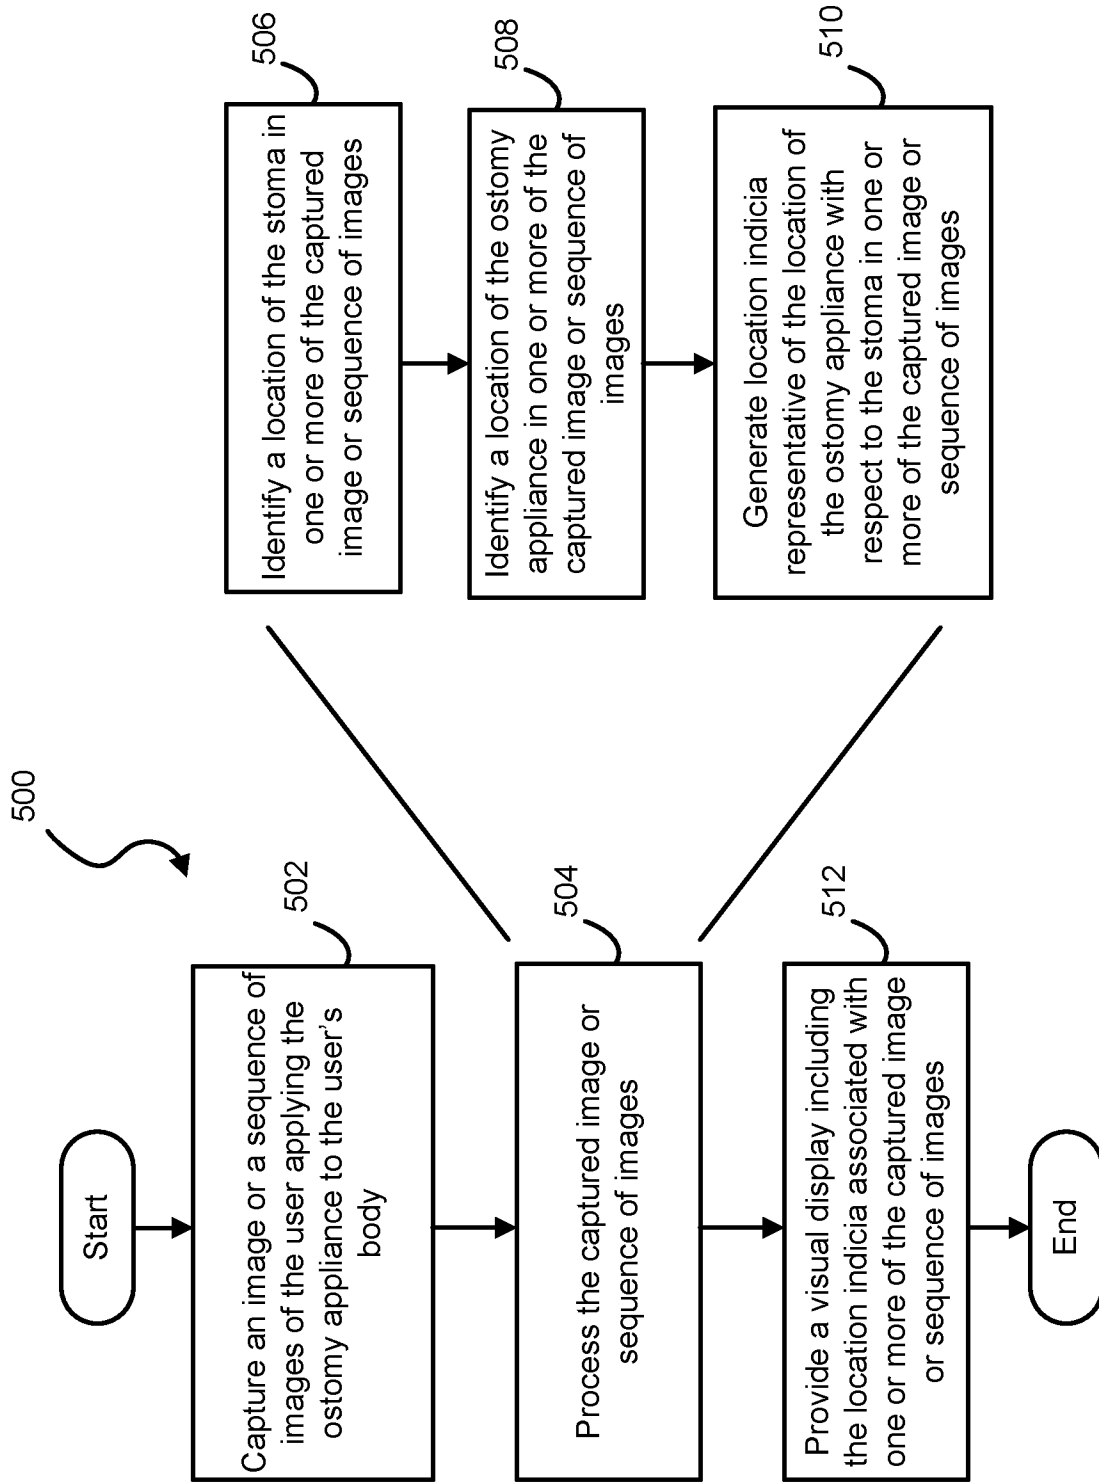 500
Start
502
Capture an image or a sequence of
images of the user applying the
ostomy appliance to the user's
body
504
Process the captured image or
sequence of images
512
Provide a visual display including
the location indicia associated with
one or more of the captured image
or sequence of images
End
506
Identify a location of the stoma in
one or more of the captured
image or sequence of images
508
Identify a location of the ostomy
appliance in one or more of the
captured image or sequence of
images
510
Generate location indicia
representative of the location of
the ostomy appliance with
respect to the stoma in one or
more of the captured image or
sequence of images